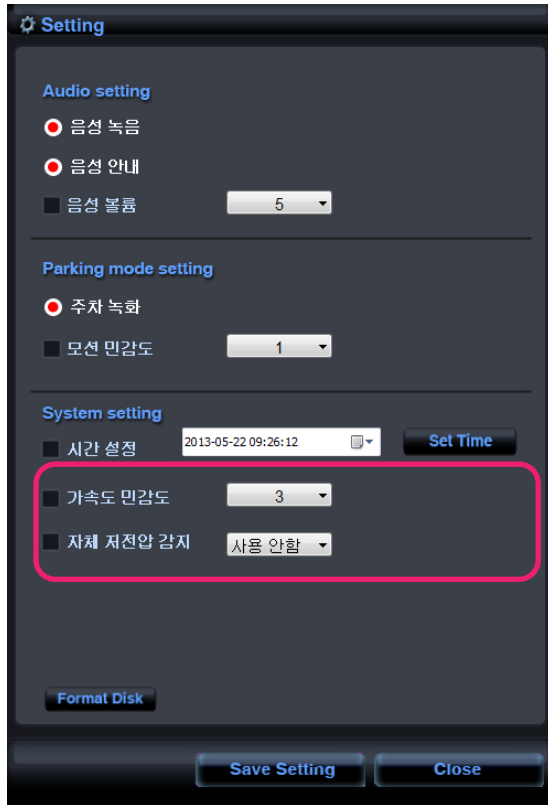 Setting
Audio setting
음성 녹음
음성 안내
음성 볼륨 5
Parking mode setting
주차 녹화
모션 민감도 1
System setting
시간 설정 2013-05-22 09:26:12 Set Time
가속도 민감도 3
자체 저전압 감지 사용 안함
Format Disk
Save Setting Close